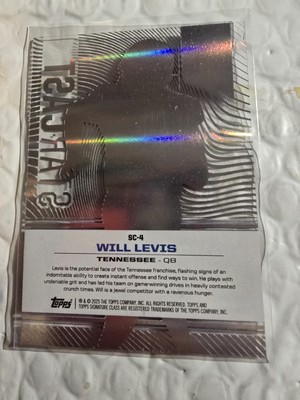 STAR CAST
SC-4
WILL LEVIS
TENNESSEE - QB
Levis is the potential face of the Tennessee franchise, flashing signs of an
indomitable ability to create instant offense and find ways to win. He plays with
undeniable grit and has led his team on game-winning drives in heavily contested
crunch times. Will is a jewel competitor with a ravenous hunger.
Topps
® & © 2025 THE TOPPS COMPANY, INC. ALL RIGHTS RESERVED. TOPPS AND
TOPPS SIGNATURE CLASS ARE REGISTERED TRADEMARKS OF THE TOPPS COMPANY, INC.